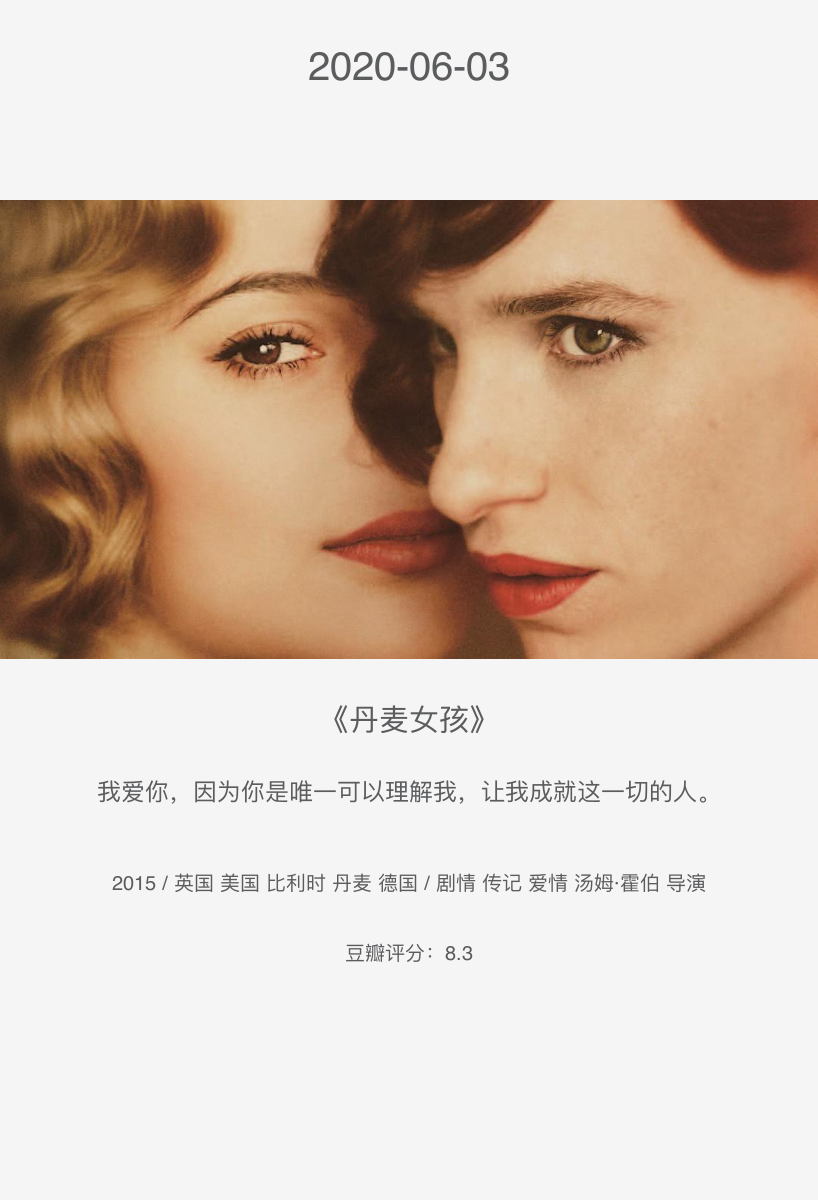 2020-06-03
《丹麦女孩》
我爱你，因为你是唯一可以理解我，让我成就这一切的人。
2015 / 英国 美国 比利时 丹麦 德国 / 剧情 传记 爱情 汤姆·霍伯 导演
豆瓣评分：8.3